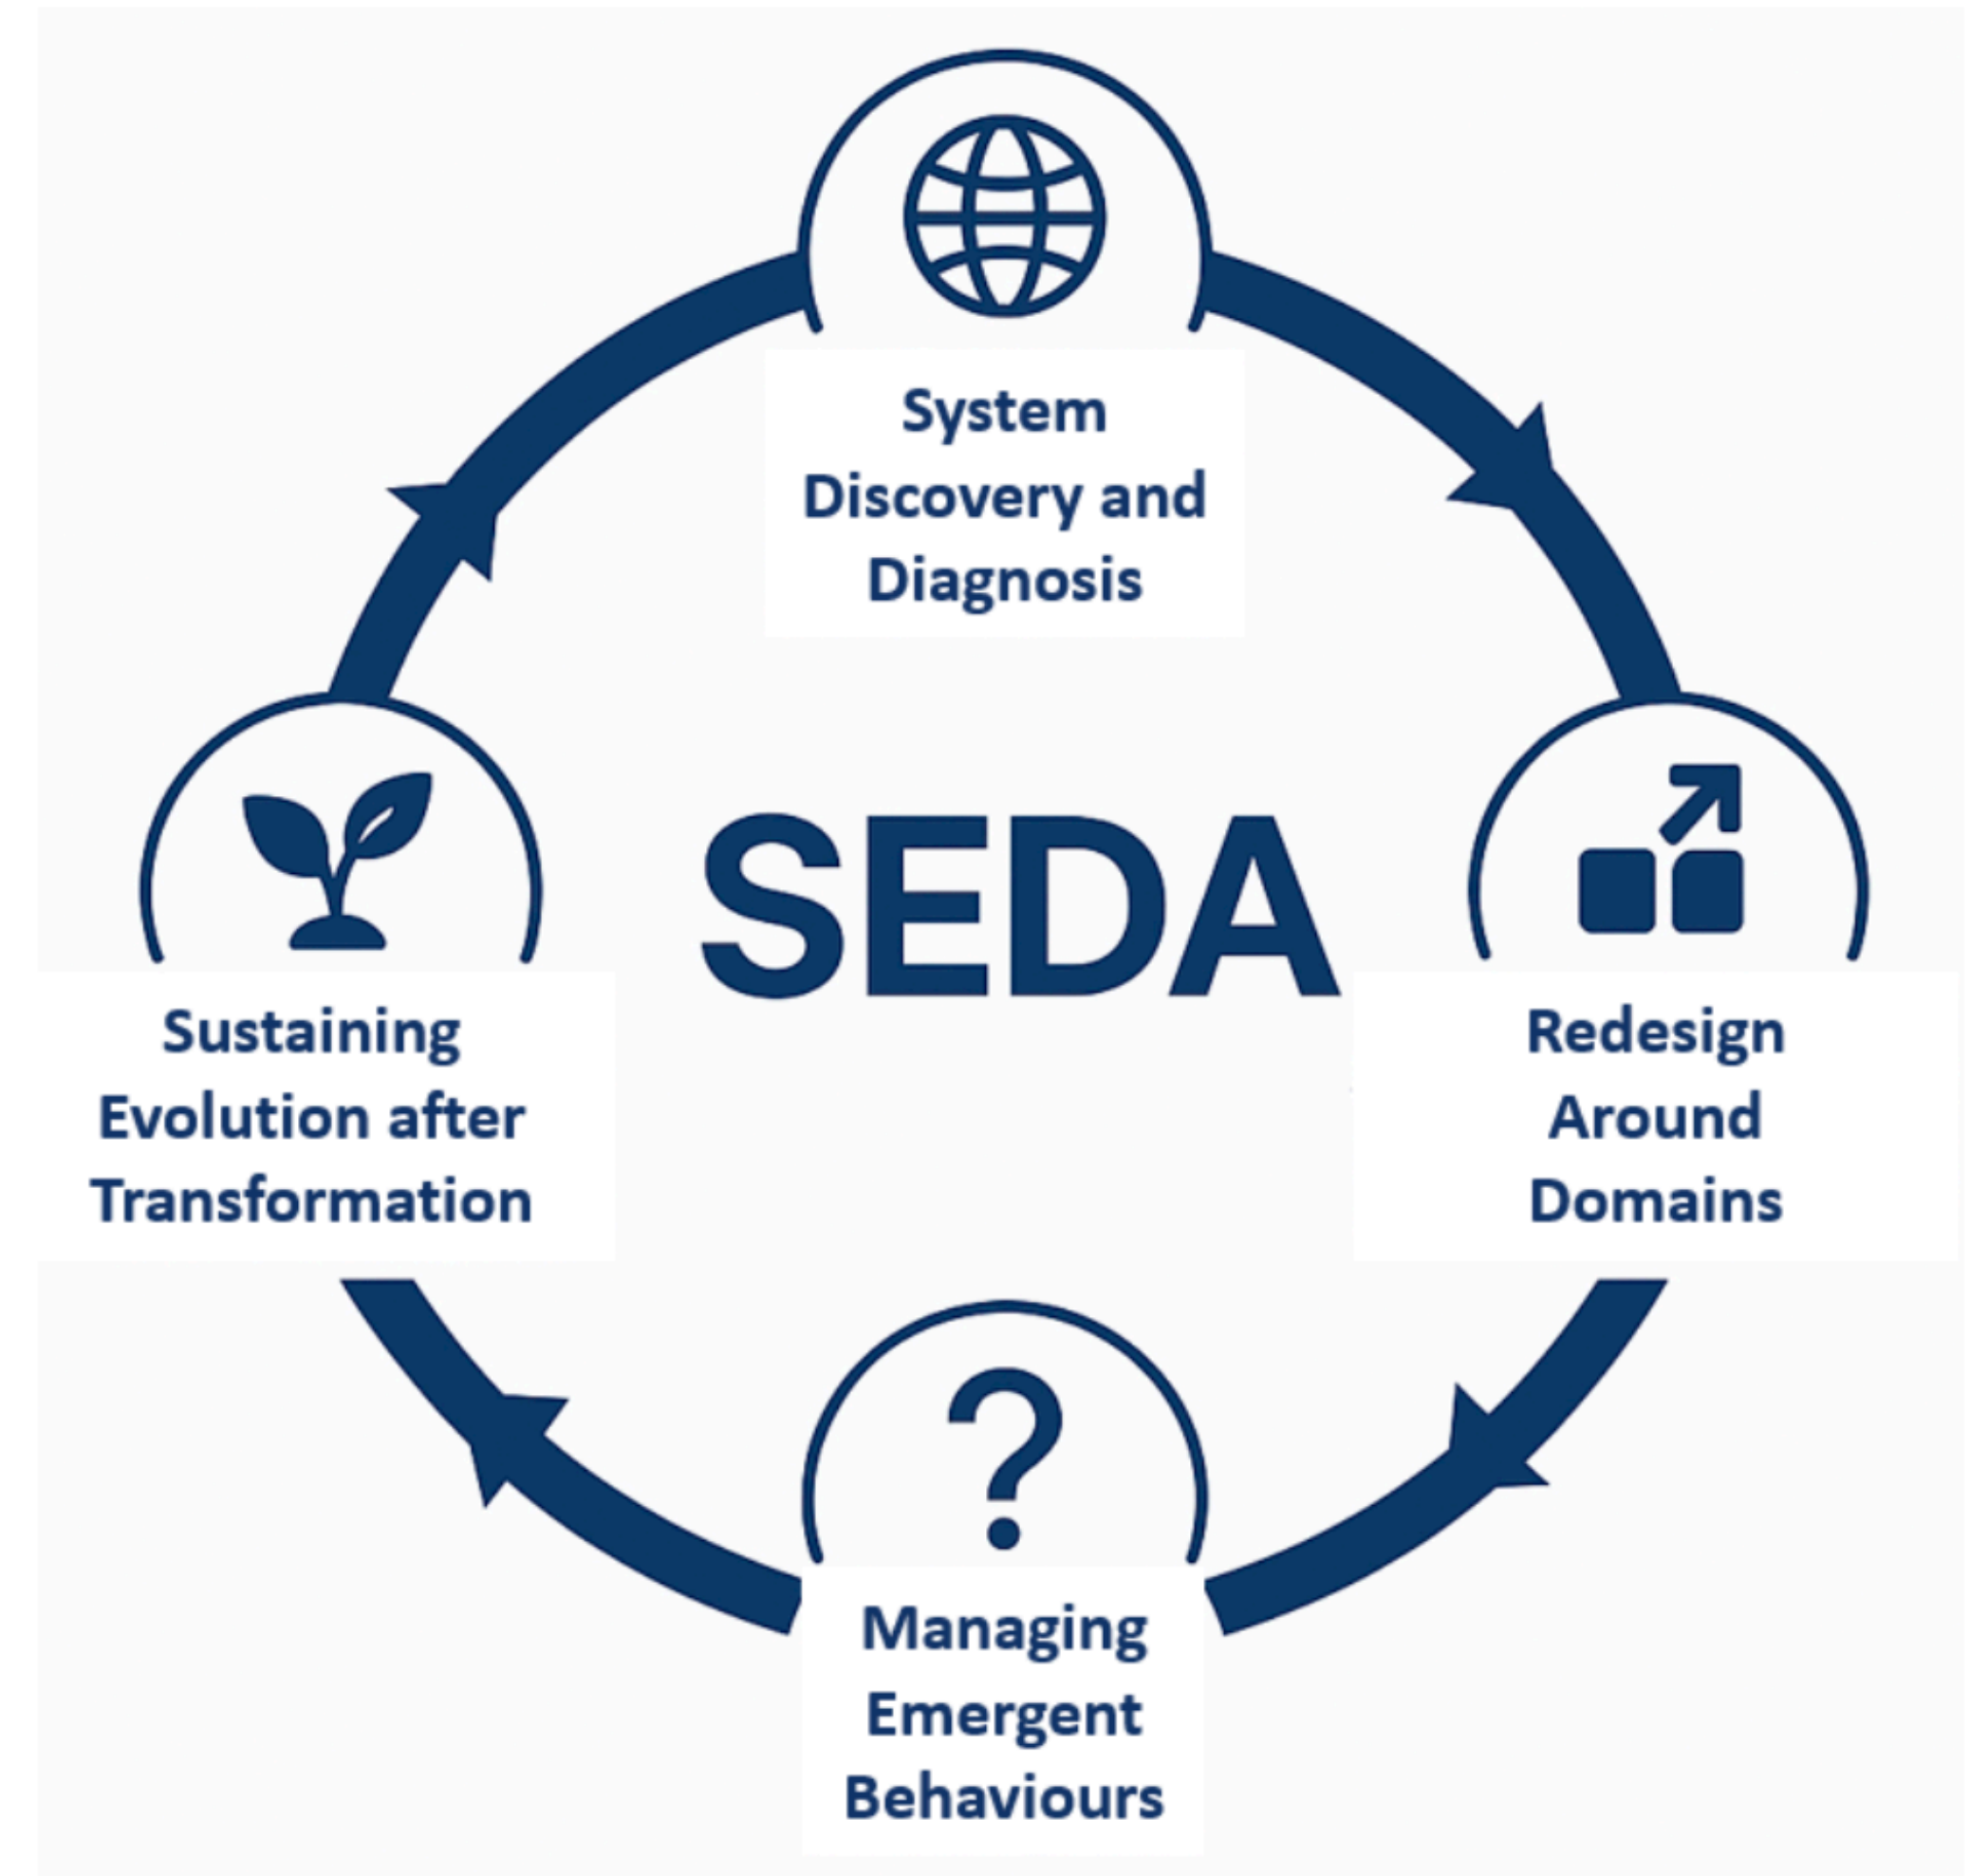 System
Discovery and
Diagnosis
SEDA
Sustaining
Evolution after
Transformation
Redesign
Around
Domains
Managing
Emergent
Behaviours